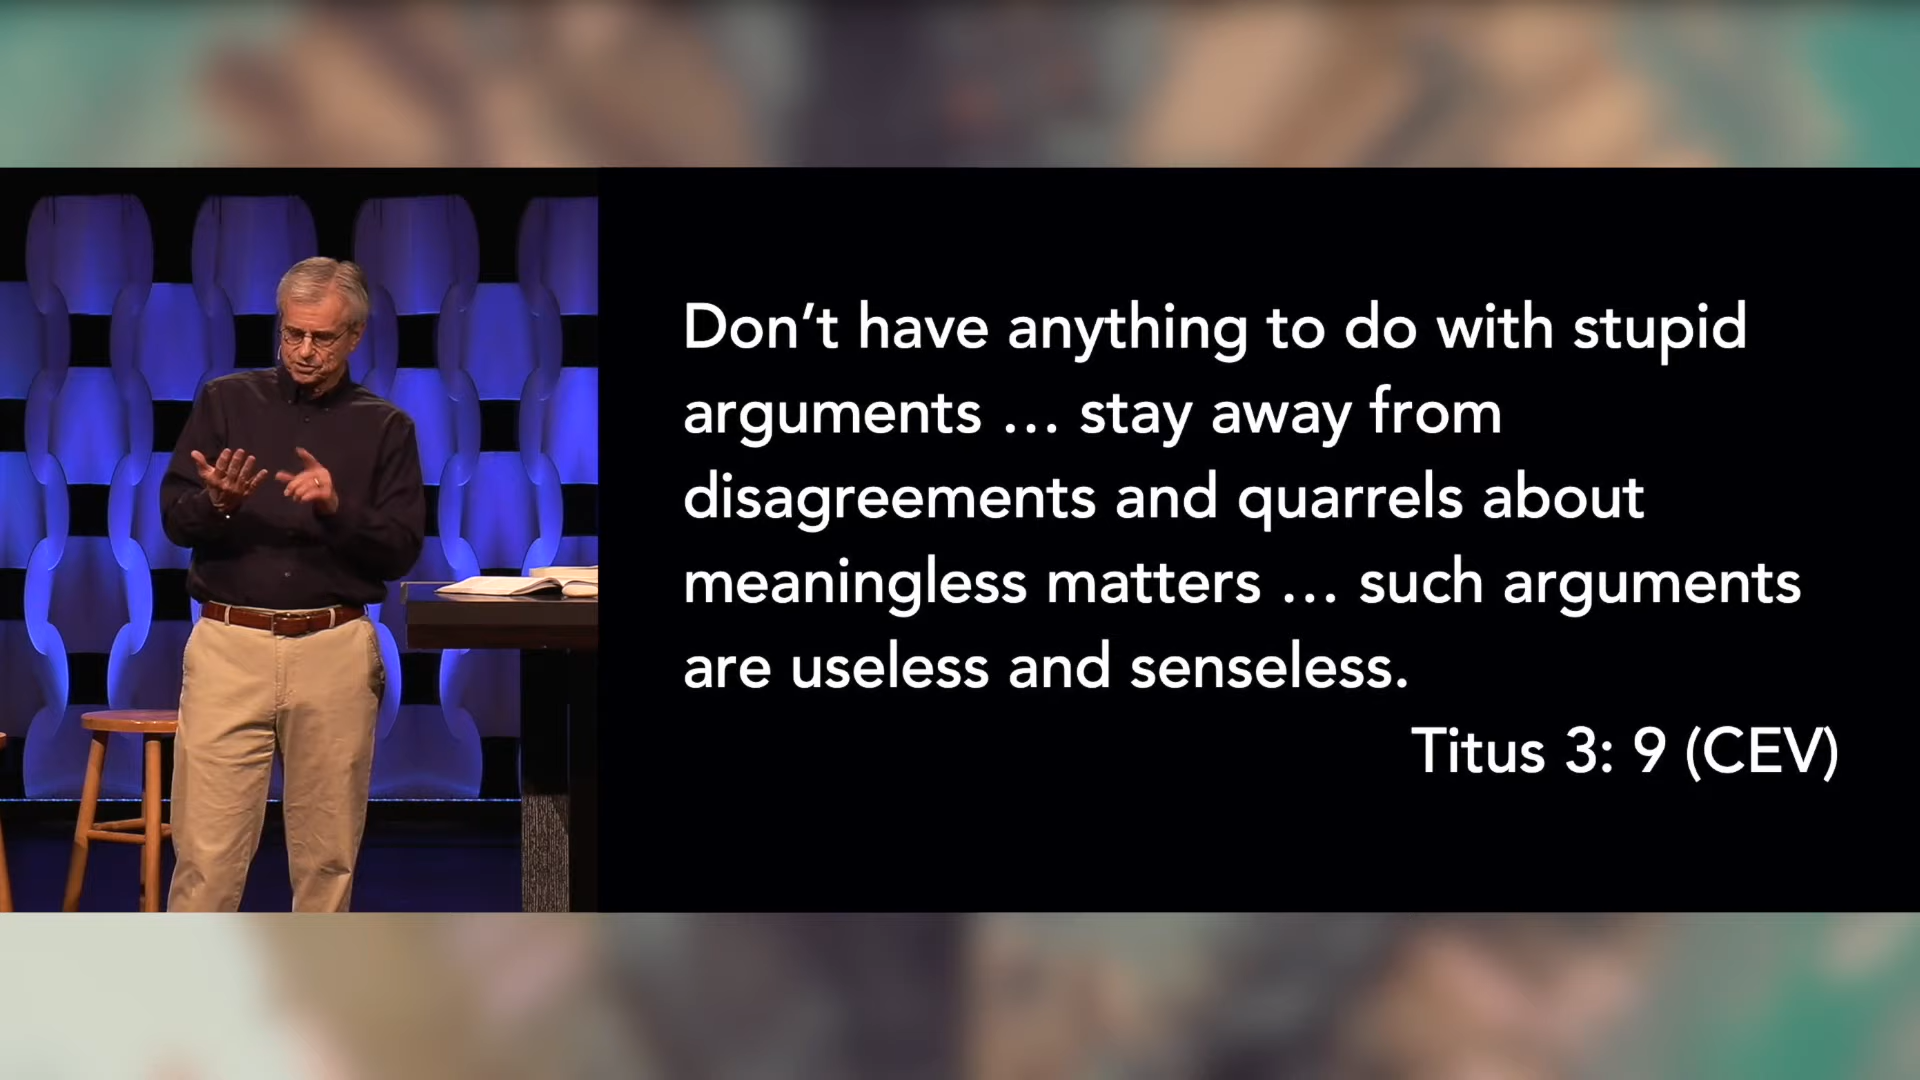 Don't have anything to do with stupid
arguments … stay away from
disagreements and quarrels about
meaningless matters … such arguments
are useless and senseless.
Titus 3: 9 (CEV)